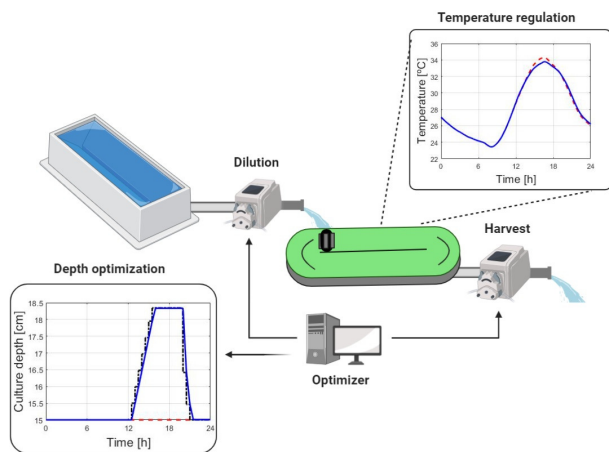 Temperature regulation
36
34
32
30
28
26
24
22
Temperature [ºC]
0 6 12 18 24
Time [h]
Dilution
Harvest
Depth optimization
18.5
18
17.5
17
16.5
16
15.5
15
Culture depth [cm]
0 6 12 18 24
Time [h]
Optimizer